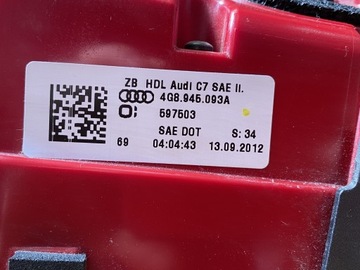 ZB HDL Audi C7 SAE II.
4G8.945.093A
597503
SAE DOT S: 34
69 04:04:43 13.09.2012